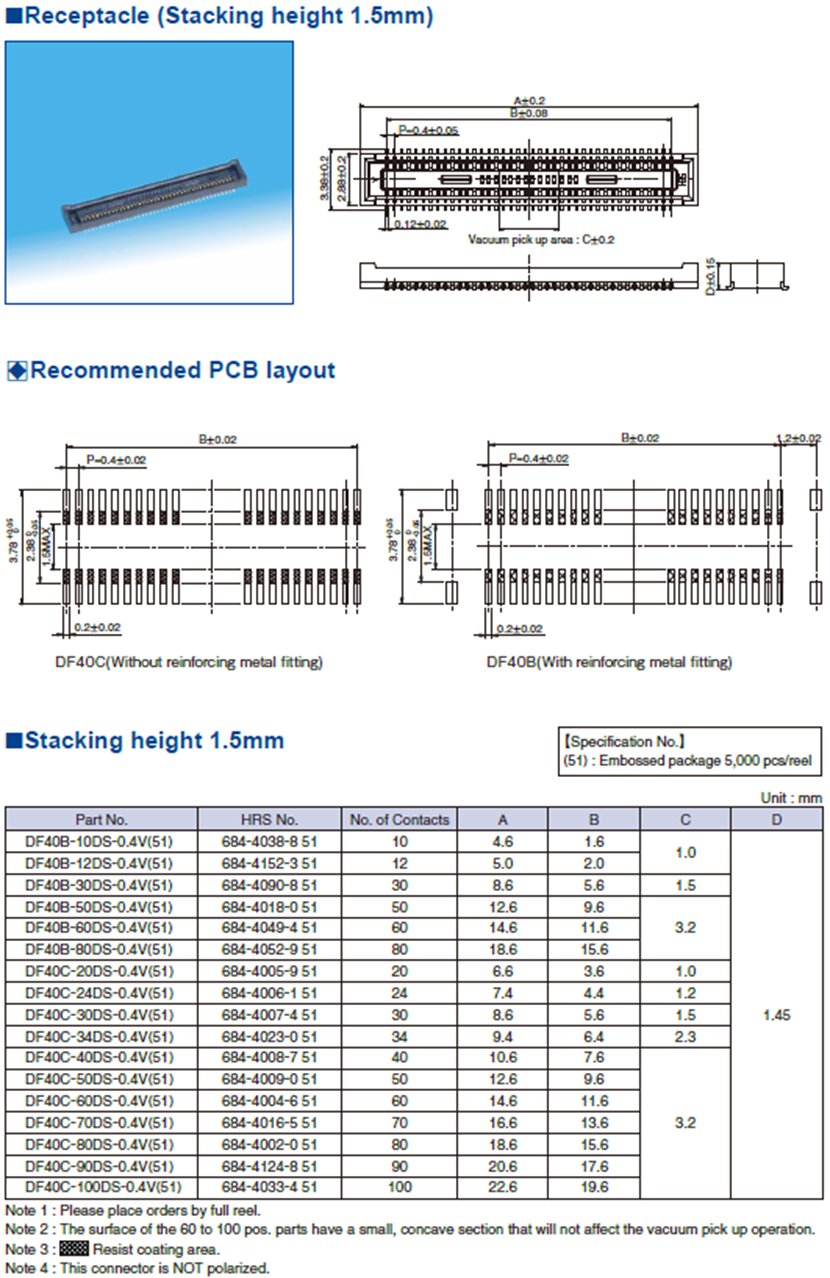 ■Receptacle (Stacking height 1.5mm)
A±0.2
B±0.08
P=0.4±0.05
3.38±0.2
2.88±0.2
HRS
0.12±0.02
Vacuum pick up area : C±0.2
D±0.15
Recommended PCB layout
B±0.02
P=0.4±0.02
3.78 +0.05 0
2.38 0 -0.05
1.5MAX
0.2±0.02
DF40C(Without reinforcing metal fitting)
B±0.02
1.2±0.02
P=0.4±0.02
3.78 +0.05 0
2.38 0 -0.05
1.5MAX
0.2±0.02
DF40B(With reinforcing metal fitting)
■Stacking height 1.5mm
【Specification No.】
(51) : Embossed package 5,000 pcs/reel
Unit : mm
Part No. HRS No. No. of Contacts A B C D
DF40B-10DS-0.4V(51) 684-4038-8 51 10 4.6 1.6 1.0 1.45
DF40B-12DS-0.4V(51) 684-4152-3 51 12 5.0 2.0
DF40B-30DS-0.4V(51) 684-4090-8 51 30 8.6 5.6 1.5
DF40B-50DS-0.4V(51) 684-4018-0 51 50 12.6 9.6 3.2
DF40B-60DS-0.4V(51) 684-4049-4 51 60 14.6 11.6
DF40B-80DS-0.4V(51) 684-4052-9 51 80 18.6 15.6
DF40C-20DS-0.4V(51) 684-4005-9 51 20 6.6 3.6 1.0
DF40C-24DS-0.4V(51) 684-4006-1 51 24 7.4 4.4 1.2
DF40C-30DS-0.4V(51) 684-4007-4 51 30 8.6 5.6 1.5
DF40C-34DS-0.4V(51) 684-4023-0 51 34 9.4 6.4 2.3
DF40C-40DS-0.4V(51) 684-4008-7 51 40 10.6 7.6 3.2
DF40C-50DS-0.4V(51) 684-4009-0 51 50 12.6 9.6
DF40C-60DS-0.4V(51) 684-4004-6 51 60 14.6 11.6
DF40C-70DS-0.4V(51) 684-4016-5 51 70 16.6 13.6
DF40C-80DS-0.4V(51) 684-4002-0 51 80 18.6 15.6
DF40C-90DS-0.4V(51) 684-4124-8 51 90 20.6 17.6
DF40C-100DS-0.4V(51) 684-4033-4 51 100 22.6 19.6
Note 1 : Please place orders by full reel.
Note 2 : The surface of the 60 to 100 pos. parts have a small, concave section that will not affect the vacuum pick up operation.
Note 3 : Resist coating area.
Note 4 : This connector is NOT polarized.